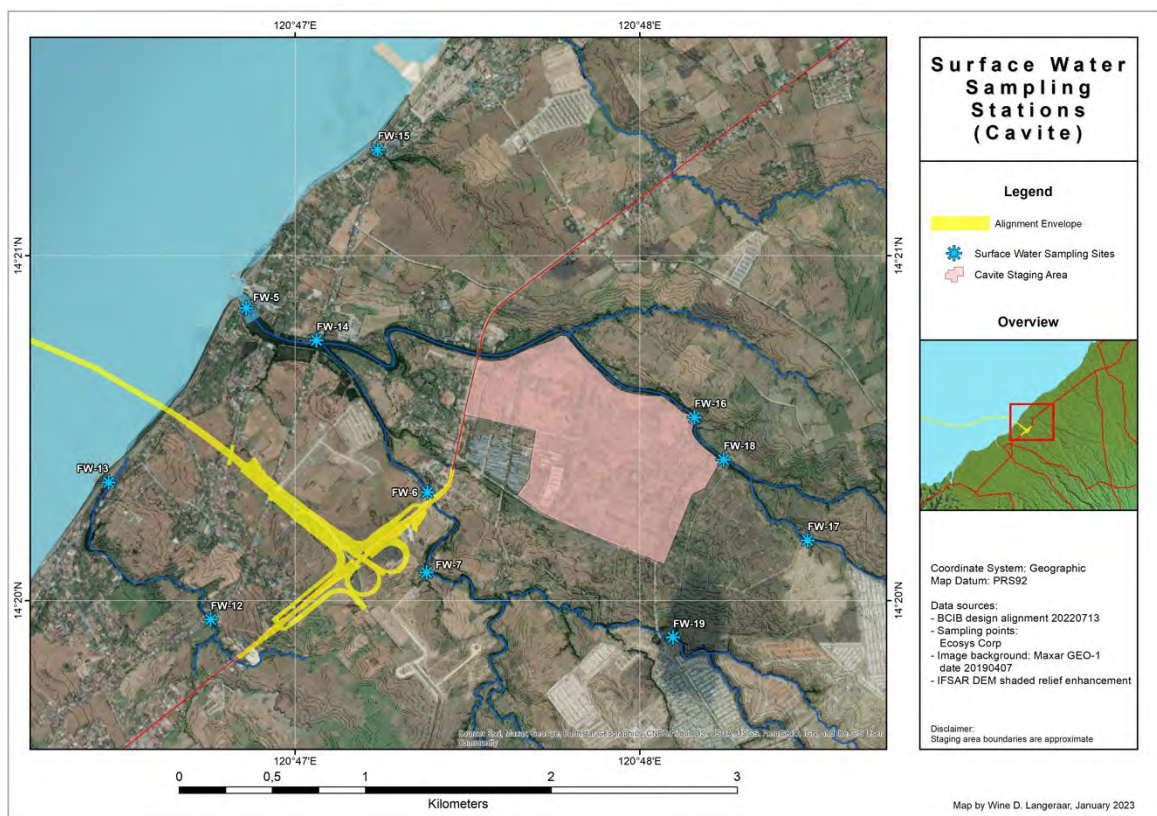 120°47'E
120°48'E
14°21'N
14°21'N
14°20'N
14°20'N
120°47'E
120°48'E
FW-15
FW-5
FW-14
FW-16
FW-18
FW-13
FW-6
FW-17
FW-7
FW-12
FW-19
Community
0
0,5
1
2
3
Kilometers
Surface Water
Sampling
Stations
(Cavite)
Legend
Alignment Envelope
Surface Water Sampling Sites
Cavite Staging Area
Overview
Coordinate System: Geographic
Map Datum: PRS92
Data sources:
- BCIB design alignment 20220713
- Sampling points:
Ecosys Corp
- Image background: Maxar GEO-1
date 20190407
- IFSAR DEM shaded relief enhancement
Disclaimer:
Staging area boundaries are approximate
Map by Wine D. Langeraar, January 2023